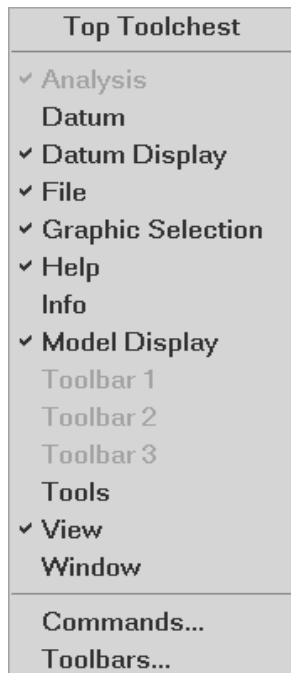 Top Toolchest
Analysis
Datum
Datum Display
File
Graphic Selection
Help
Info
Model Display
Toolbar 1
Toolbar 2
Toolbar 3
Tools
View
Window
Commands...
Toolbars...